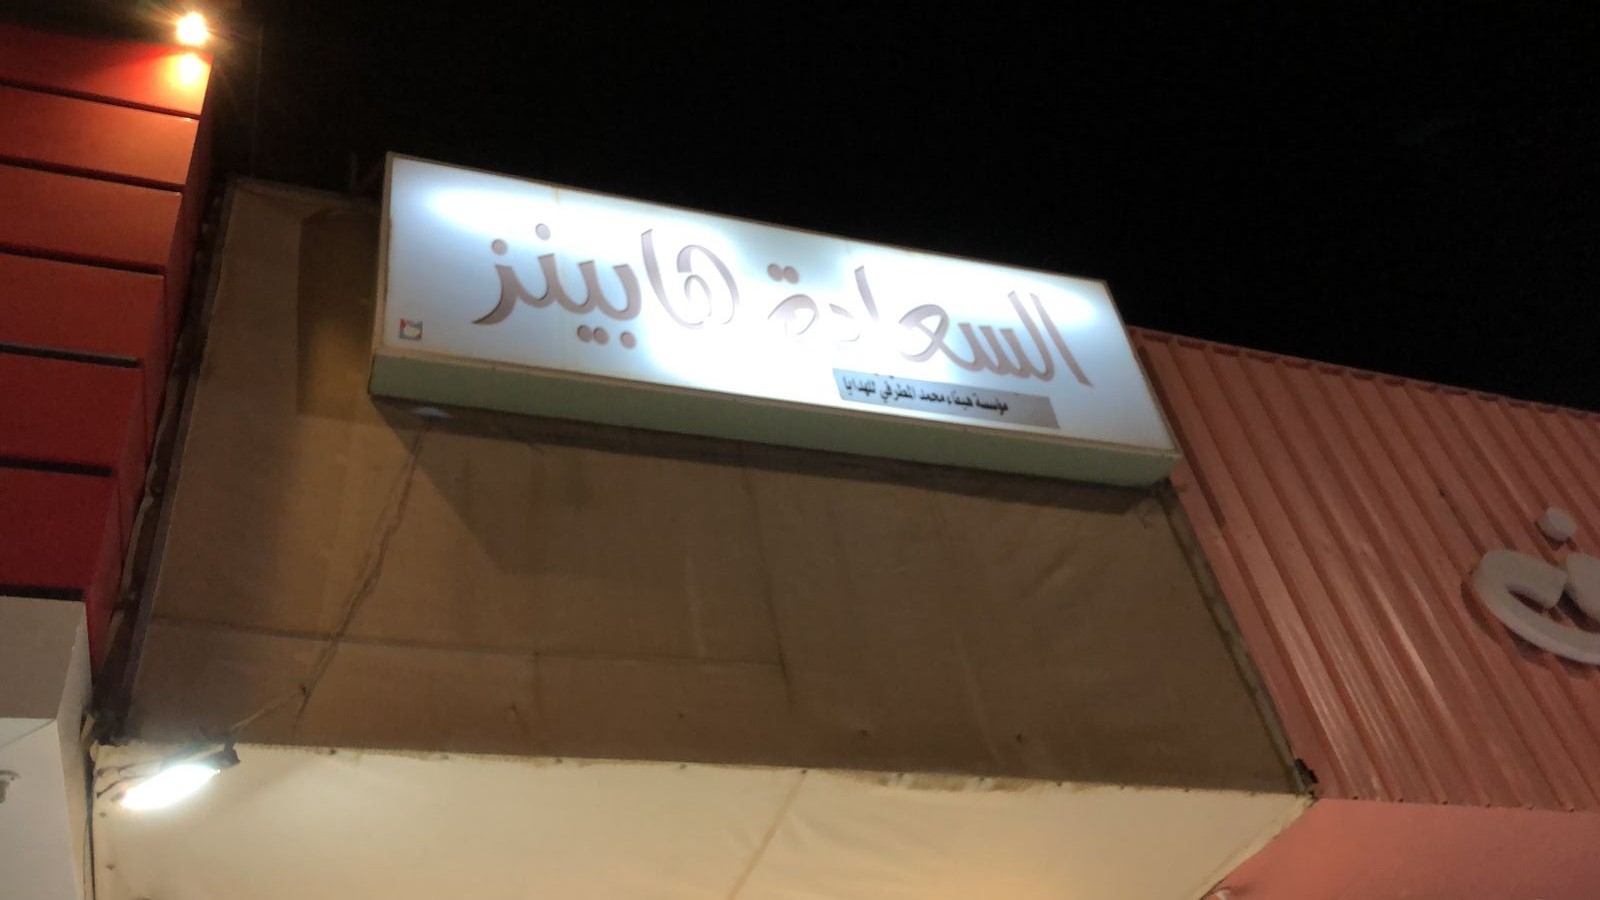 السعادة هابينز
مؤسسة هيفاء محمد المطرفي للهدايا